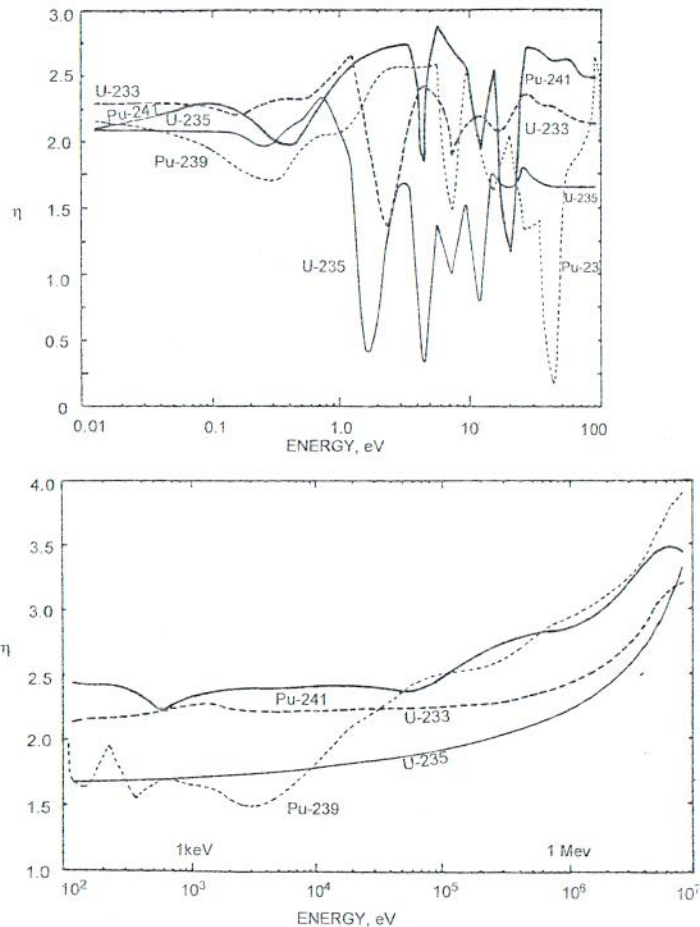 3.0
2.5
U-233
Pu-241
Pu-241
U-235
2.0
U-233
Pu-239
η
1.5
U-235
U-235
1.0
Pu-23
0.5
0
0.01
0.1
1.0
10
100
ENERGY, eV
4.0
3.5
3.0
η
2.5
Pu-241
U-233
2.0
U-235
1.5
Pu-239
1keV
1 Mev
1.0
10²
10³
10⁴
10⁵
10⁶
10⁷
ENERGY, eV